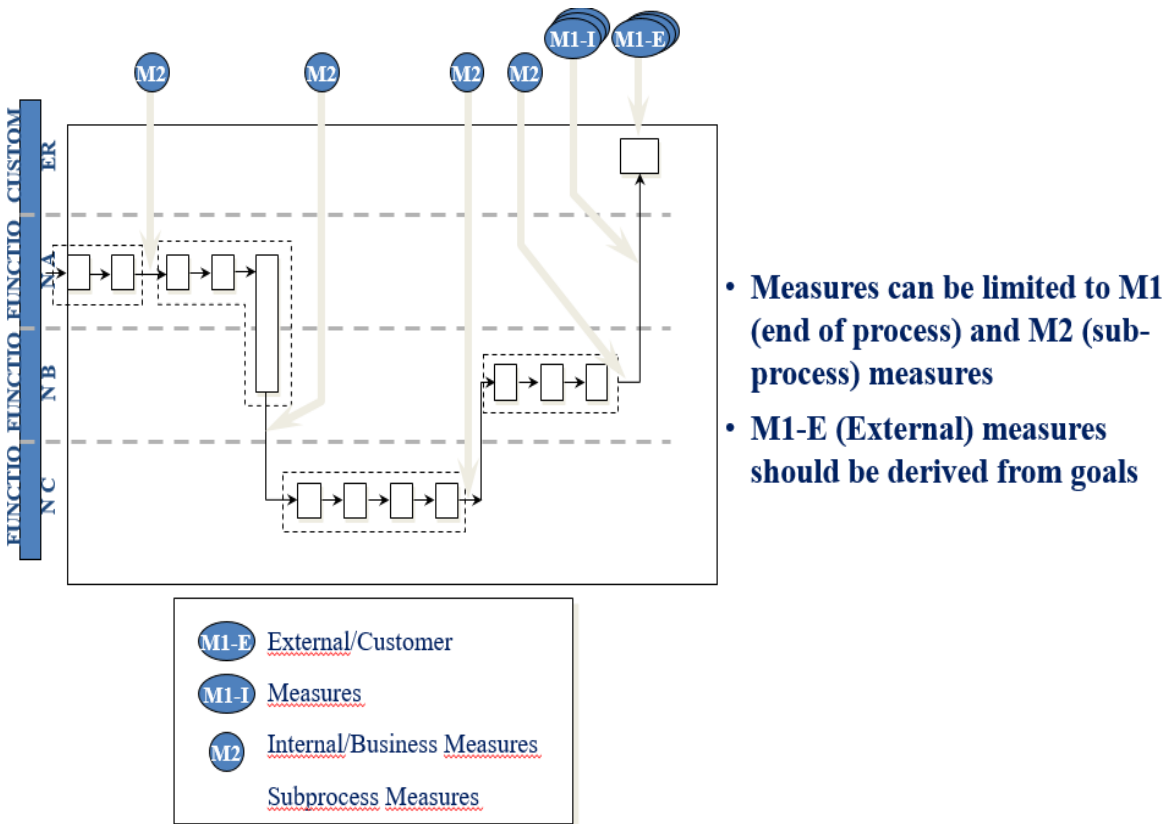 M1-I
M1-E
M2
M2
M2
M2
CUSTOM
ER
FUNCTIO
N A
FUNCTIO
N B
FUNCTIO
N C
• Measures can be limited to M1
(end of process) and M2 (sub-
process) measures
• M1-E (External) measures
should be derived from goals
M1-E External/Customer
M1-I Measures
M2 Internal/Business Measures
Subprocess Measures